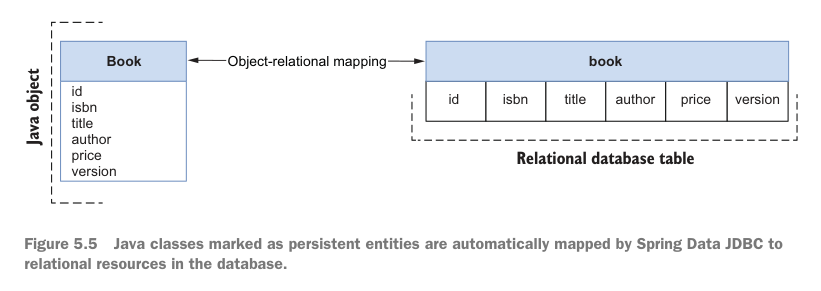 Java object
Book
id
isbn
title
author
price
version
Object-relational mapping
book
id isbn title author price version
Relational database table
Figure 5.5 Java classes marked as persistent entities are automatically mapped by Spring Data JDBC to
relational resources in the database.